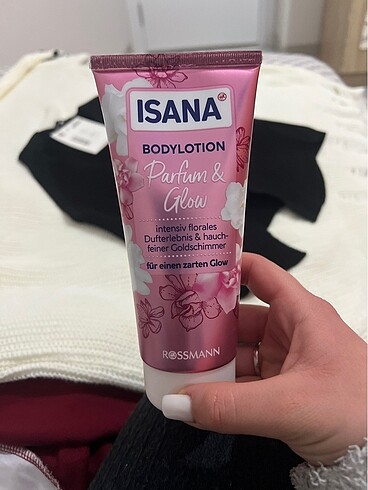 ISANA
BODYLOTION
Parfum &
Glow
intensiv florales
Dufterlebnis & hauch-
feiner Goldschimmer
für einen zarten Glow
ROSSMANN